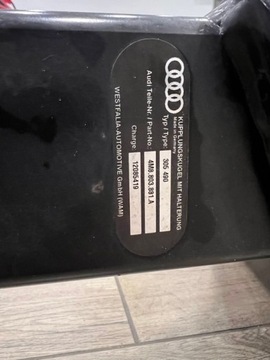 KUPPLUNGSKUGEL MIT HALTERUNG
Made in Germany
Typ / Type: 305 490
Audi Teile-Nr. / Part-No.: 4M8.803.881.A
Charge: 12085419
WESTFALIA-AUTOMOTIVE GmbH (WAM)